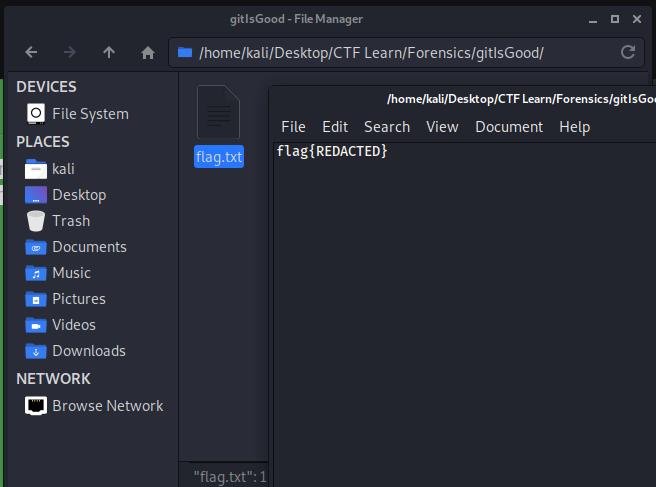 gitIsGood - File Manager
/home/kali/Desktop/CTF Learn/Forensics/gitIsGood/
DEVICES
File System
PLACES
kali
Desktop
Trash
Documents
Music
Pictures
Videos
Downloads
NETWORK
Browse Network
flag.txt
"flag.txt": 1
/home/kali/Desktop/CTF Learn/Forensics/gitIsGoo
File Edit Search View Document Help
flag{REDACTED}